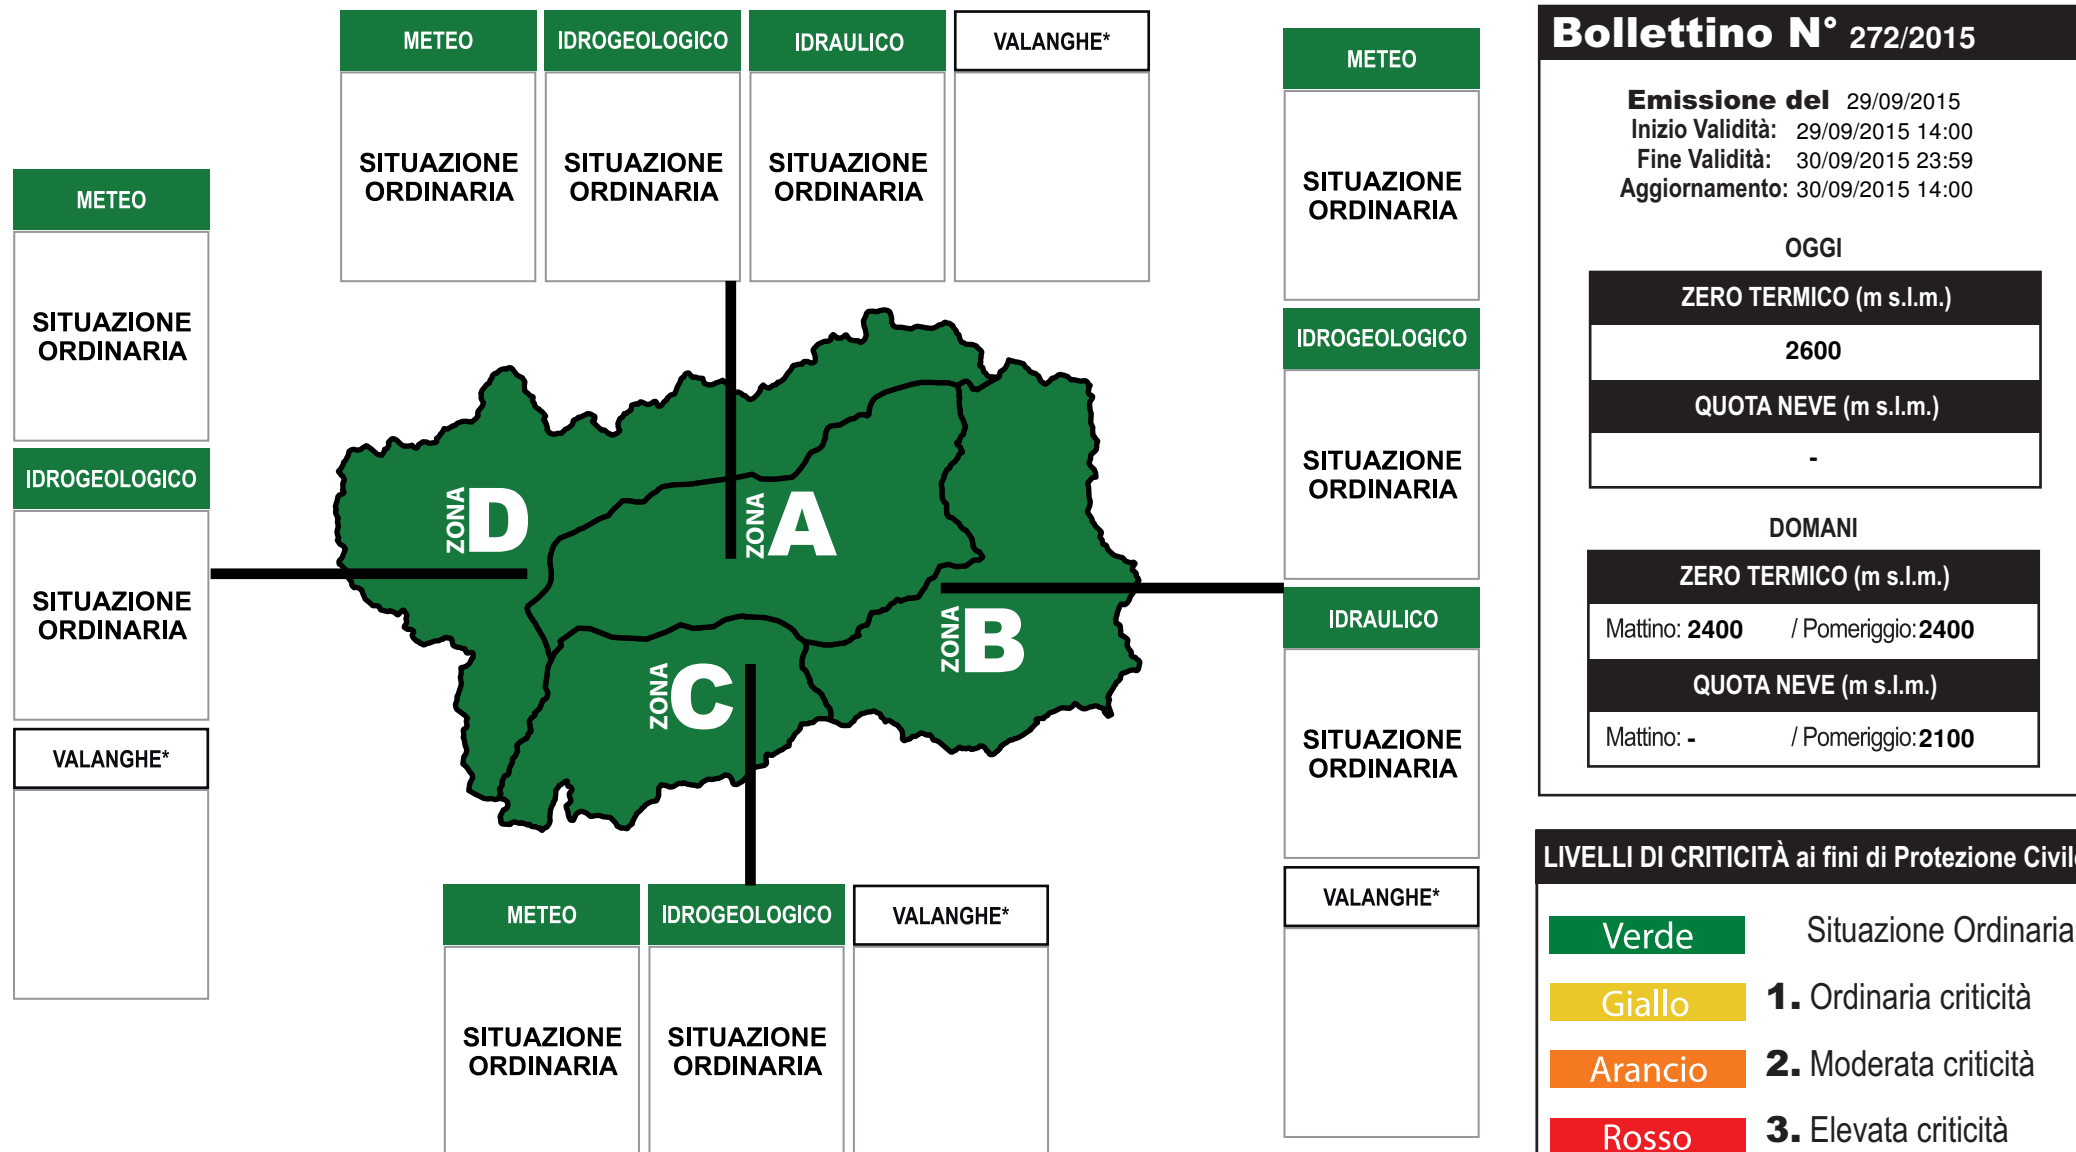 METEO
IDROGEOLOGICO
IDRAULICO
VALANGHE*
SITUAZIONE
ORDINARIA
SITUAZIONE
ORDINARIA
SITUAZIONE
ORDINARIA
METEO
SITUAZIONE
ORDINARIA
IDROGEOLOGICO
SITUAZIONE
ORDINARIA
VALANGHE*
ZONA D
ZONA A
ZONA B
ZONA C
METEO
SITUAZIONE
ORDINARIA
IDROGEOLOGICO
SITUAZIONE
ORDINARIA
IDRAULICO
SITUAZIONE
ORDINARIA
VALANGHE*
METEO
IDROGEOLOGICO
VALANGHE*
SITUAZIONE
ORDINARIA
SITUAZIONE
ORDINARIA
Bollettino N° 272/2015
Emissione del 29/09/2015
Inizio Validità: 29/09/2015 14:00
Fine Validità: 30/09/2015 23:59
Aggiornamento: 30/09/2015 14:00
OGGI
ZERO TERMICO (m s.l.m.)
2600
QUOTA NEVE (m s.l.m.)
-
DOMANI
ZERO TERMICO (m s.l.m.)
Mattino: 2400 / Pomeriggio: 2400
QUOTA NEVE (m s.l.m.)
Mattino: - / Pomeriggio: 2100
LIVELLI DI CRITICITÀ ai fini di Protezione Civile
Verde Situazione Ordinaria
Giallo 1. Ordinaria criticità
Arancio 2. Moderata criticità
Rosso 3. Elevata criticità